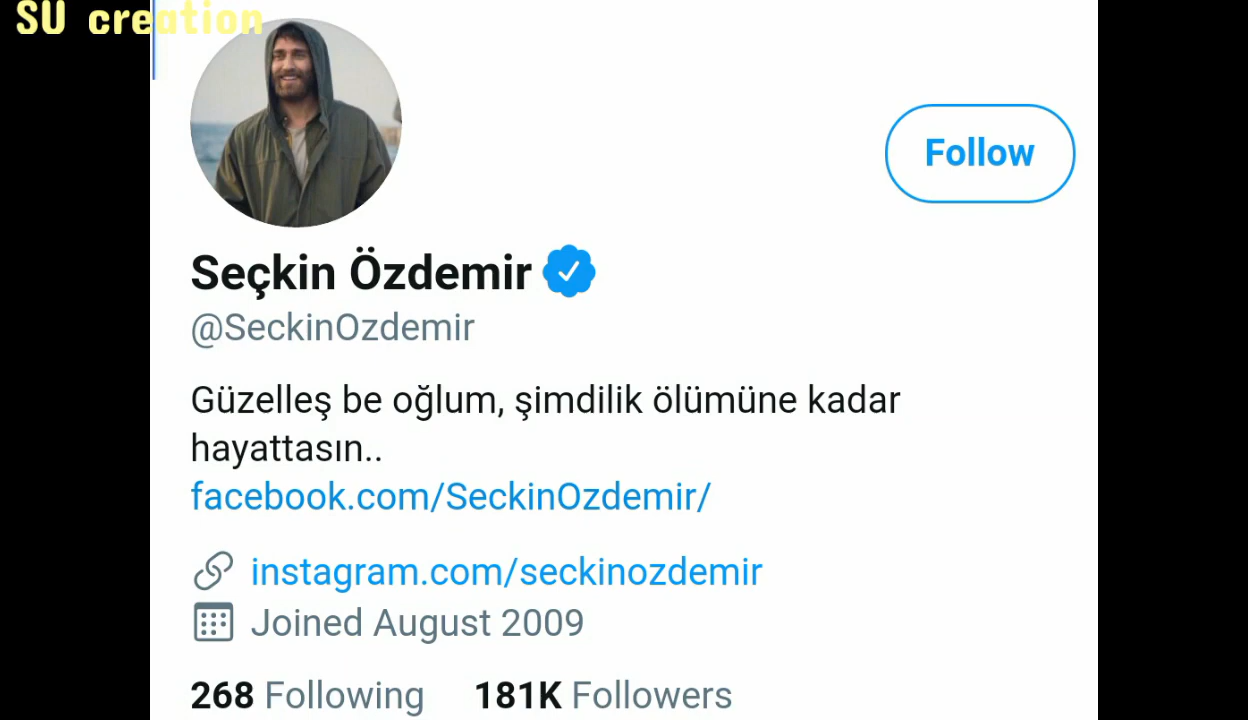 SU creation
Follow
Seçkin Özdemir
@SeckinOzdemir
Güzelleş be oğlum, şimdilik ölümüne kadar
hayattasın..
facebook.com/SeckinOzdemir/
instagram.com/seckinozdemir
Joined August 2009
268 Following 181K Followers